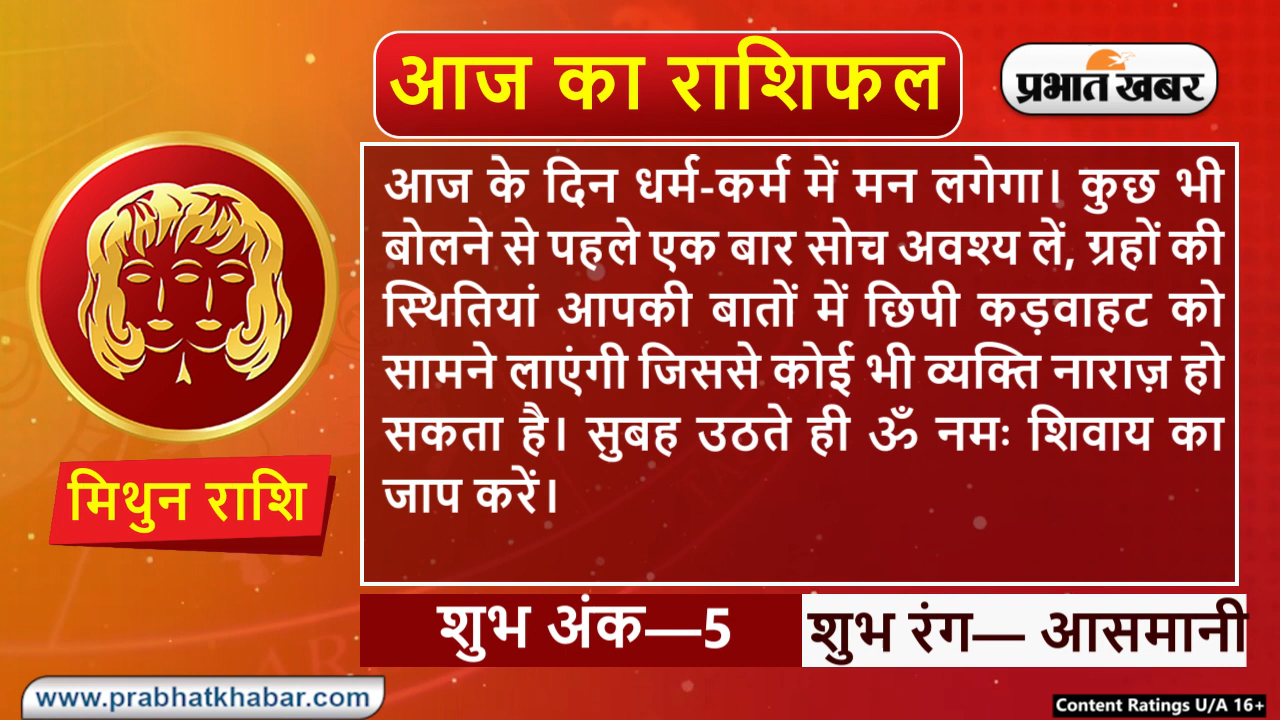 आज का राशिफल
प्रभात खबर
आज के दिन धर्म-कर्म में मन लगेगा। कुछ भी
बोलने से पहले एक बार सोच अवश्य लें, ग्रहों की
स्थितियां आपकी बातों में छिपी कड़वाहट को
सामने लाएंगी जिससे कोई भी व्यक्ति नाराज़ हो
सकता है। सुबह उठते ही ॐ नमः शिवाय का
जाप करें।
मिथुन राशि
शुभ अंक—5
शुभ रंग— आसमानी
www.prabhatkhabar.com
Content Ratings U/A 16+